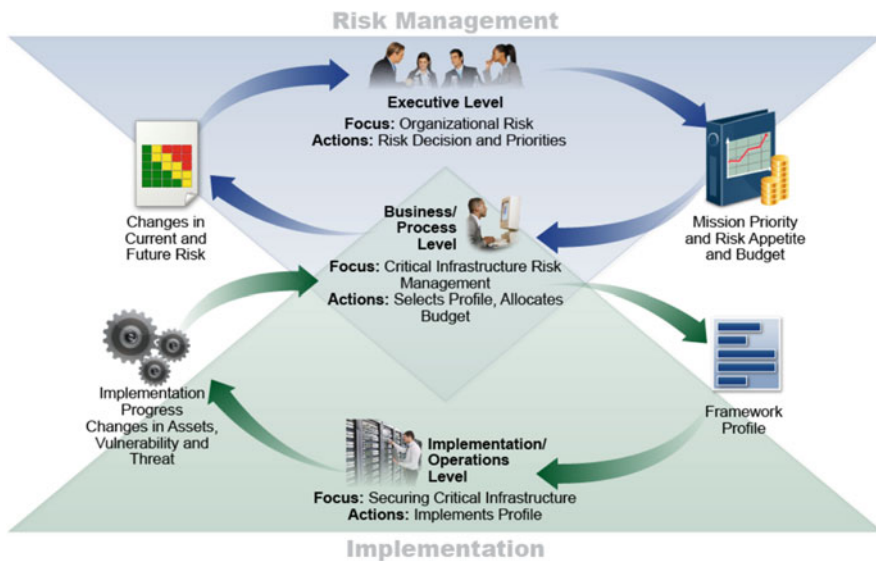 Risk Management
Executive Level
Focus: Organizational Risk
Actions: Risk Decision and Priorities
Changes in
Current and
Future Risk
Mission Priority
and Risk Appetite
and Budget
Business/
Process
Level
Focus: Critical Infrastructure Risk
Management
Actions: Selects Profile, Allocates
Budget
Implementation
Progress
Changes in Assets,
Vulnerability and
Threat
Framework
Profile
Implementation/
Operations
Level
Focus: Securing Critical Infrastructure
Actions: Implements Profile
Implementation